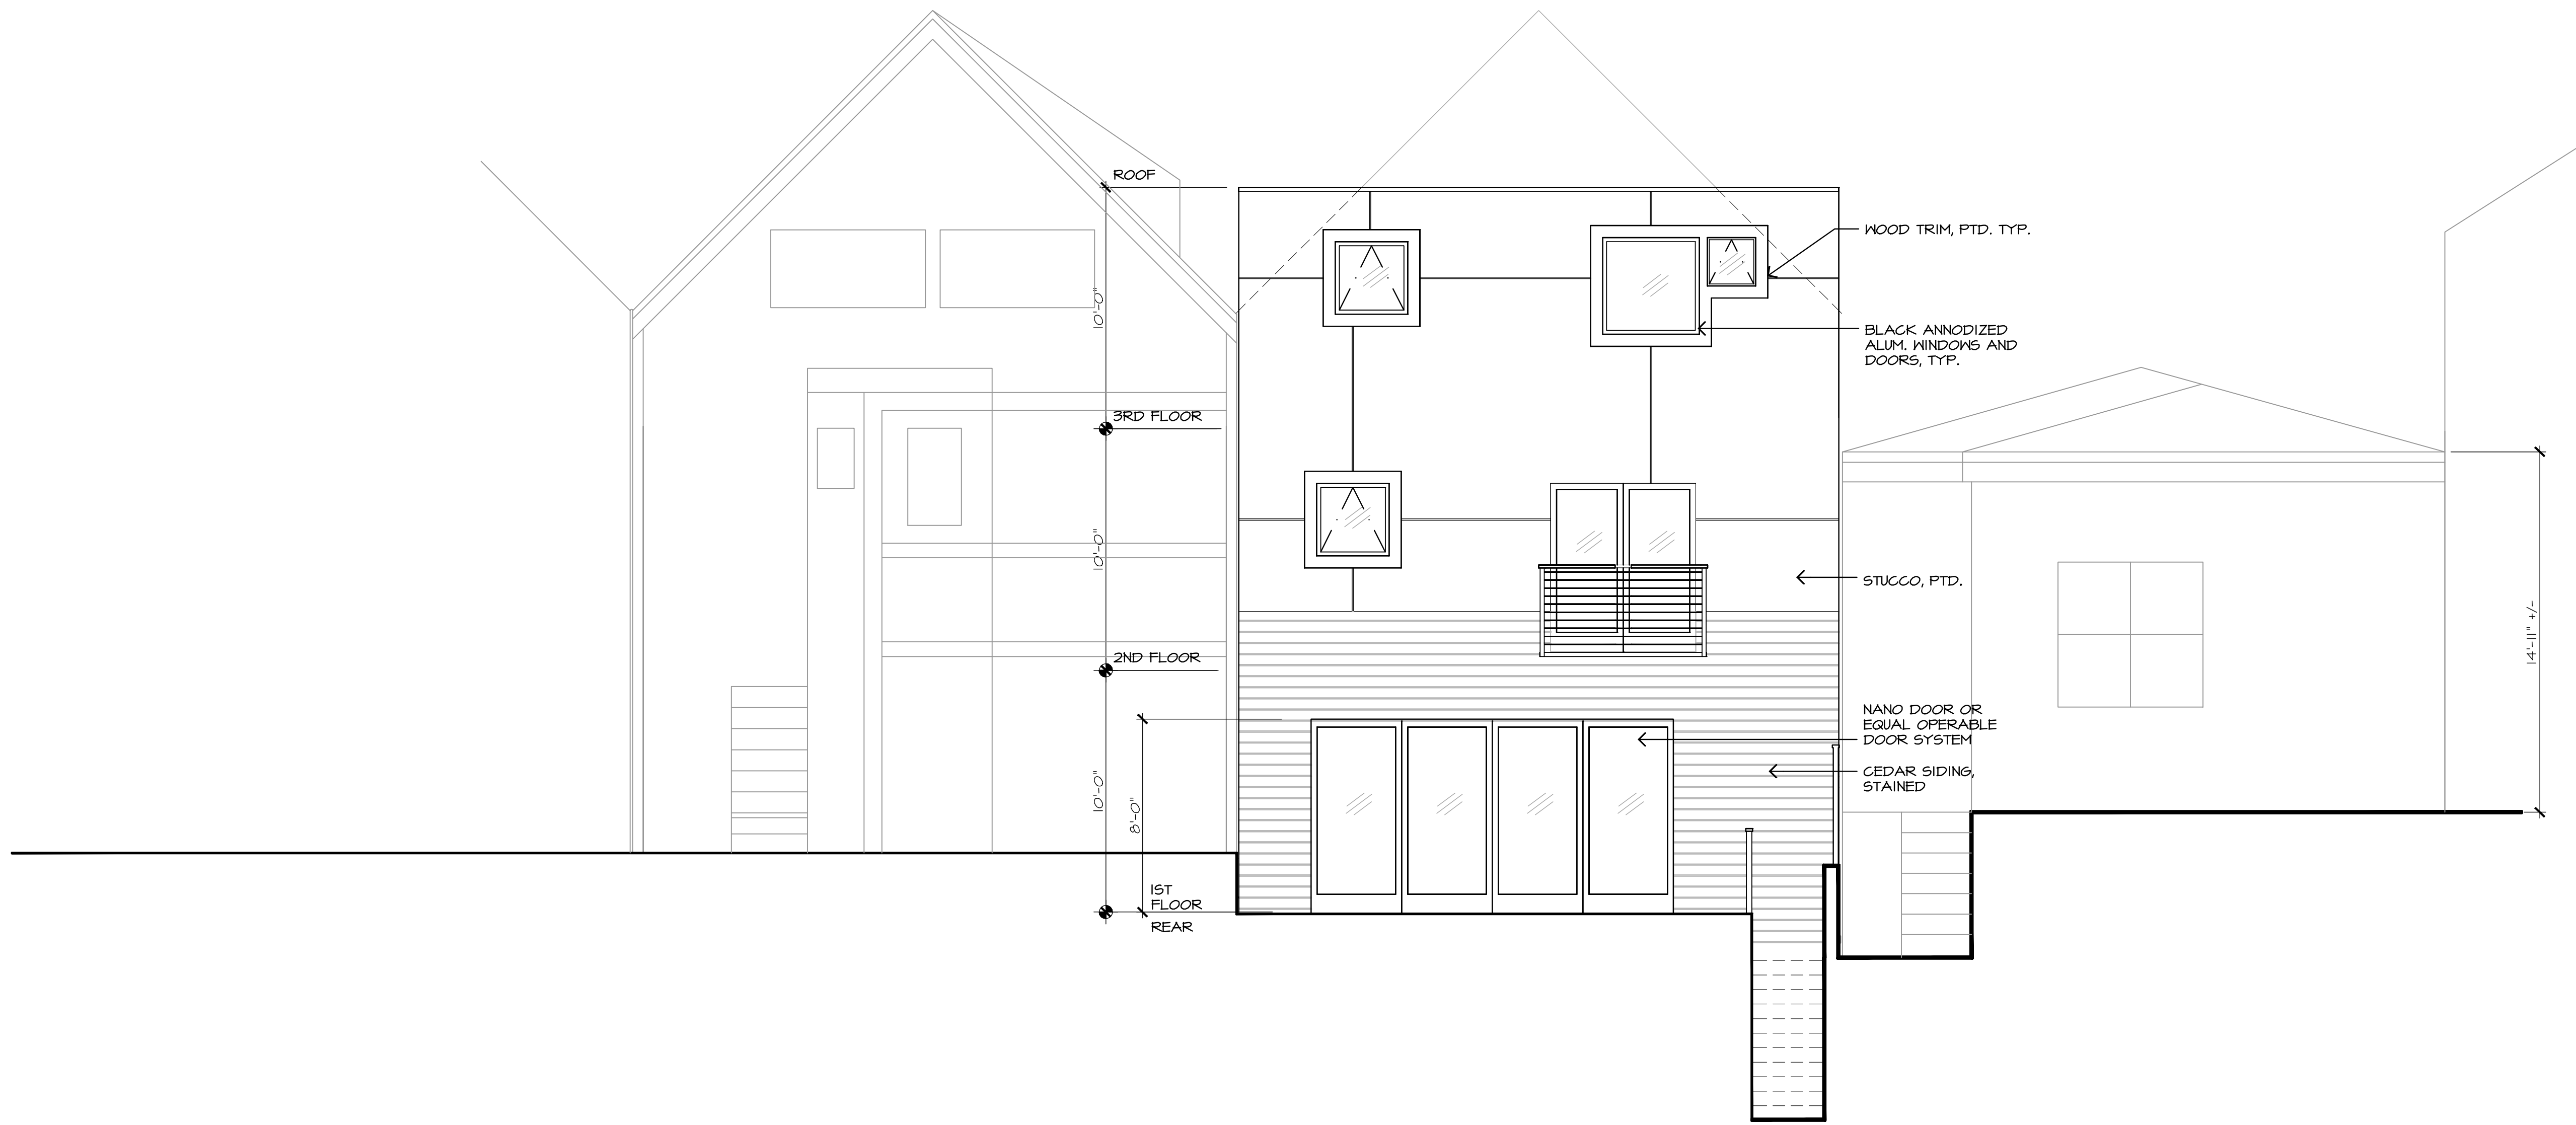 ROOF
WOOD TRIM, PTD. TYP.
10'-0"
BLACK ANNODIZED
ALUM. WINDOWS AND
DOORS, TYP.
3RD FLOOR
10'-0"
STUCCO, PTD.
14'-11" +/-
2ND FLOOR
NANO DOOR OR
EQUAL OPERABLE
DOOR SYSTEM
CEDAR SIDING,
STAINED
10'-0"
8'-0"
1ST
FLOOR
REAR